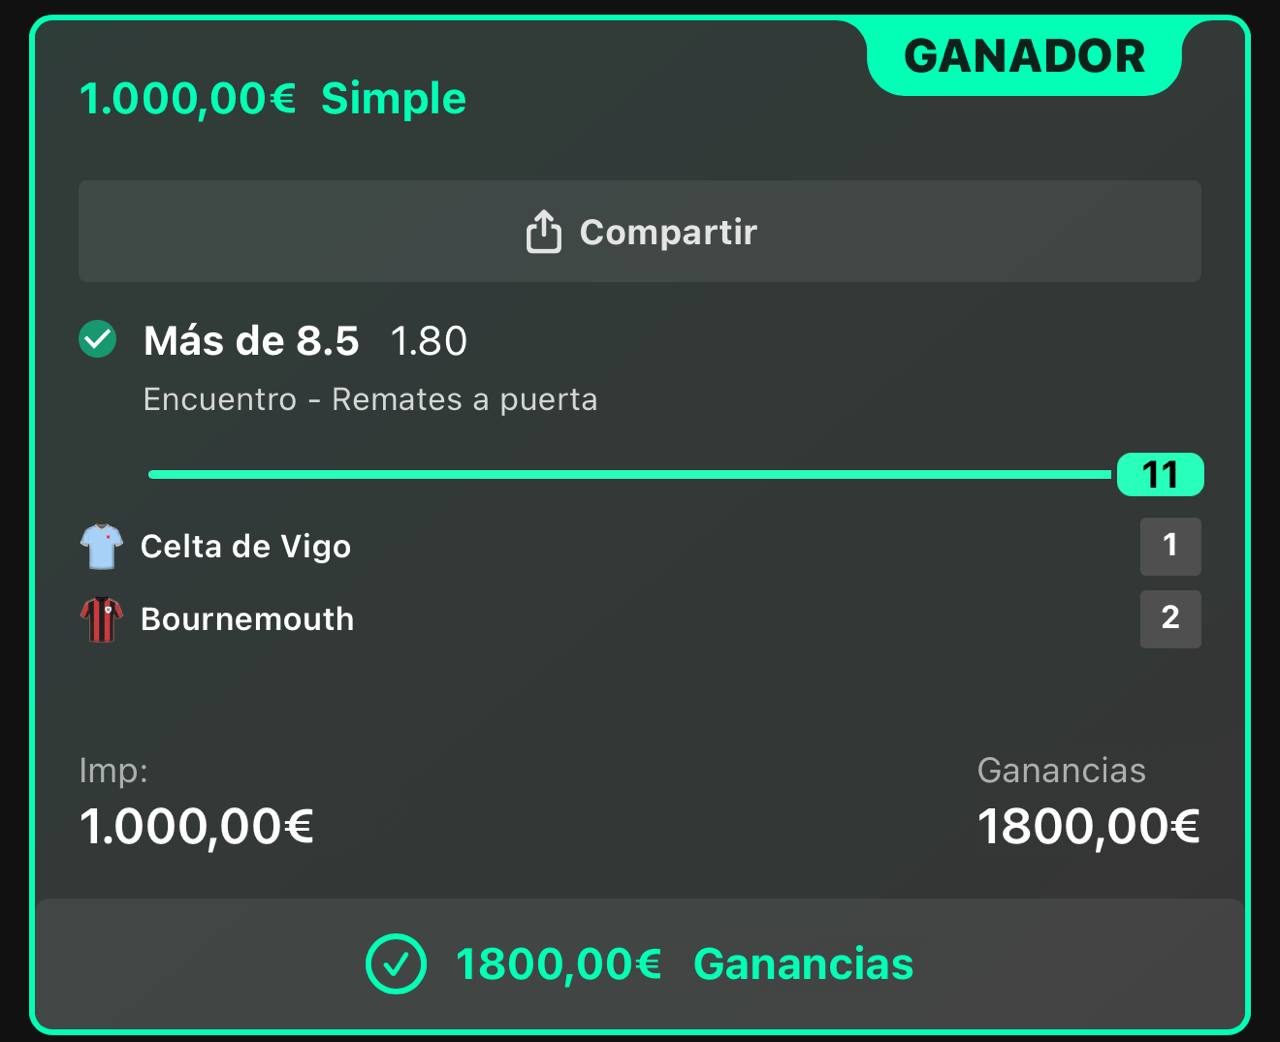 GANADOR
1.000,00€ Simple
Compartir
Más de 8.5 1.80
Encuentro - Remates a puerta
11
Celta de Vigo 1
Bournemouth 2
Imp: Ganancias
1.000,00€ 1800,00€
1800,00€ Ganancias